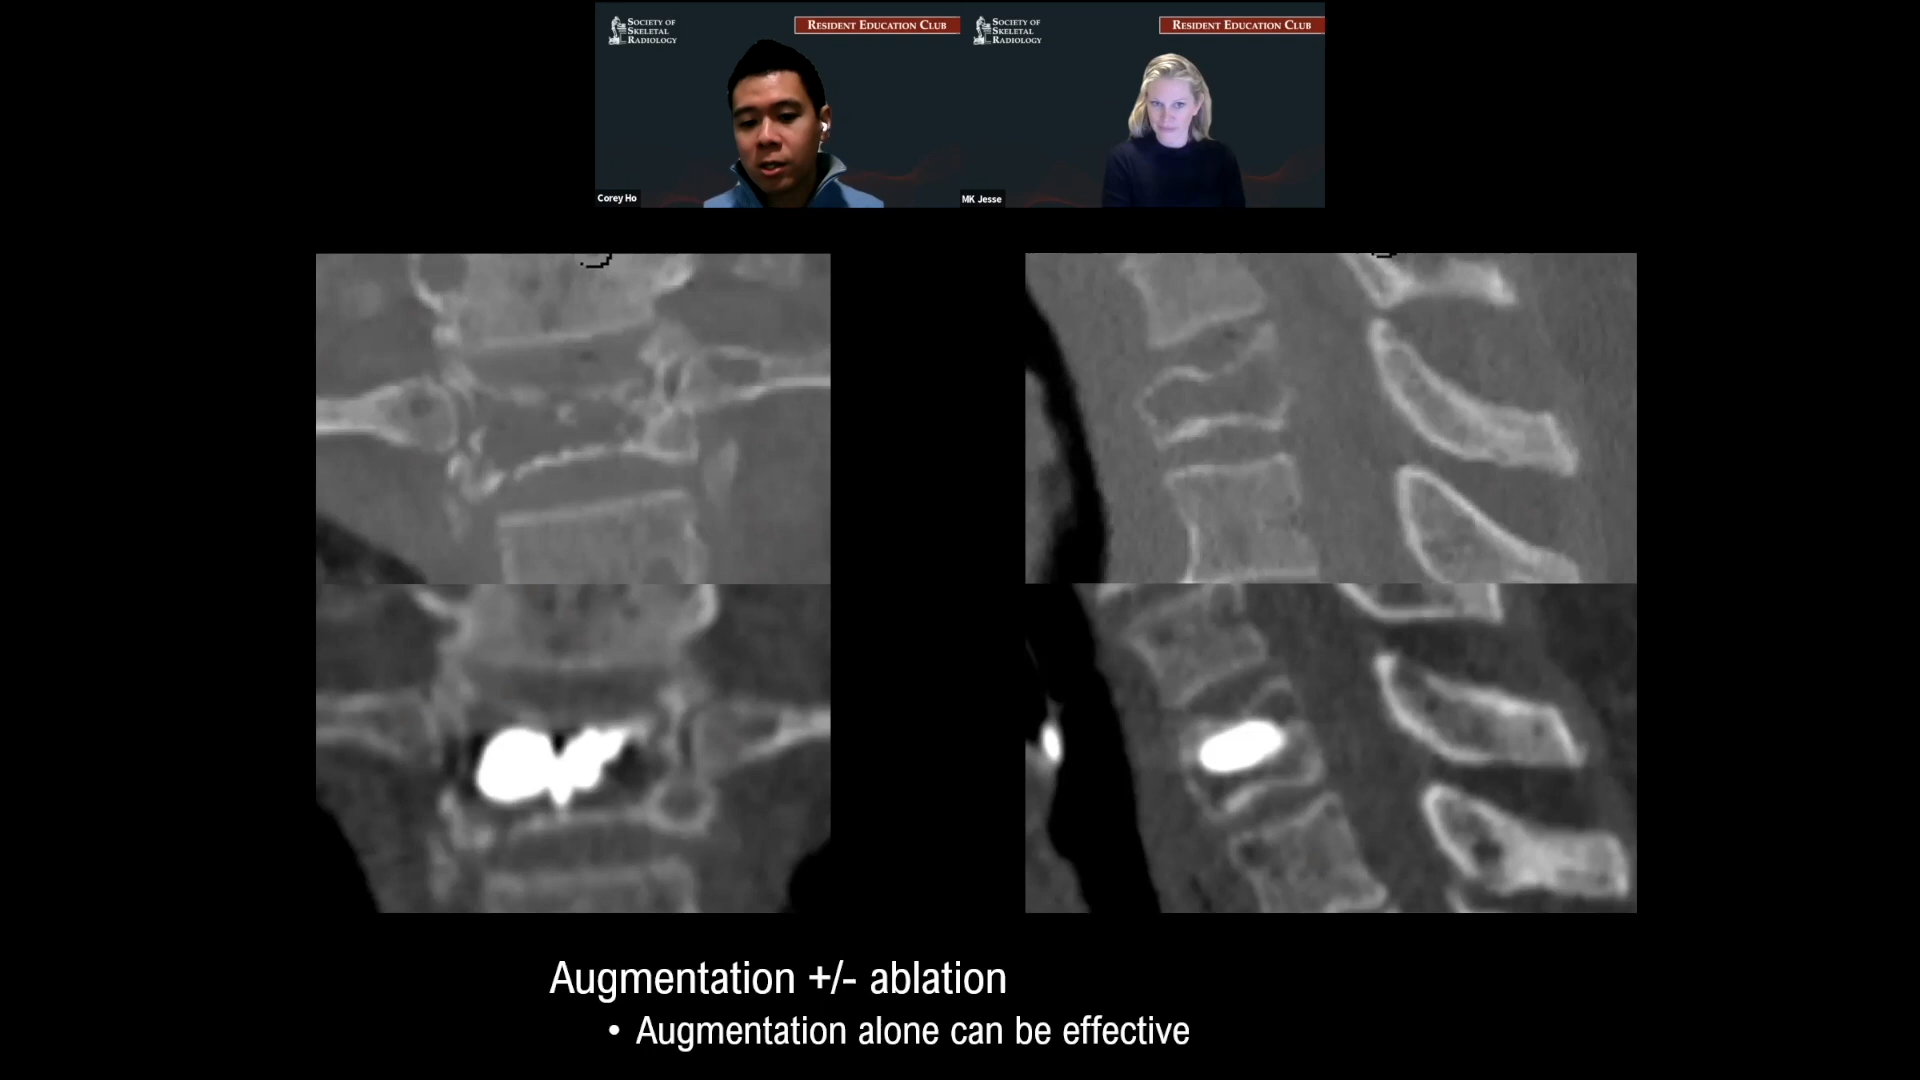 SOCIETY OF
SKELETAL
RADIOLOGY
RESIDENT EDUCATION CLUB
Corey Ho
SOCIETY OF
SKELETAL
RADIOLOGY
RESIDENT EDUCATION CLUB
MK Jesse
Augmentation +/- ablation
• Augmentation alone can be effective